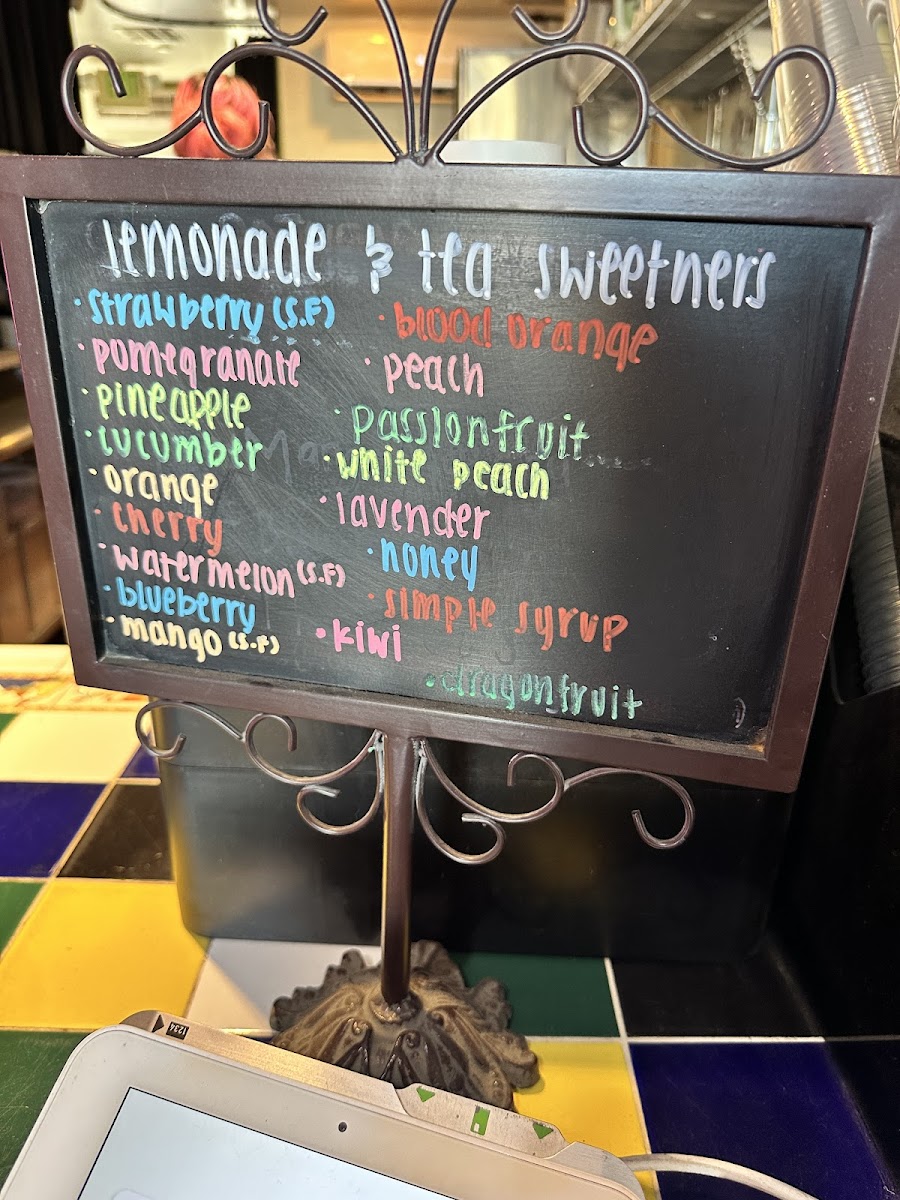 lemonade & tea sweetners
· strawberry (S.F)
· pomegranate
· pineapple
· cucumber
· orange
· cherry
· watermelon (S.F)
· blueberry
· mango (S.F)
· blood orange
· peach
· passionfruit
· white peach
· lavender
· honey
· simple syrup
· kiwi
· dragonfruit
1234